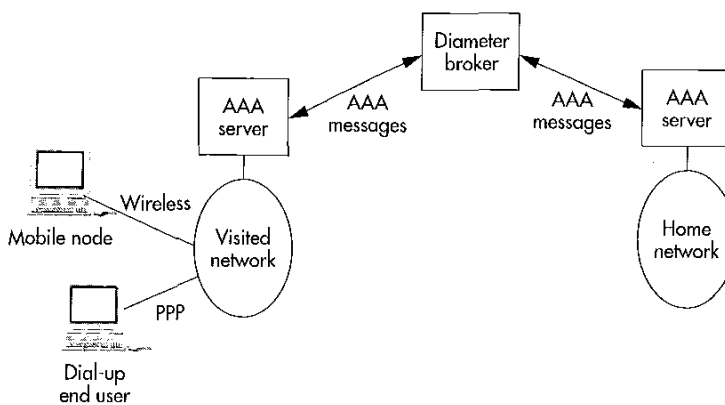 Diameter
broker
AAA
server
AAA
messages
AAA
messages
AAA
server
Wireless
Mobile node
Visited
network
Home
network
PPP
Dial-up
end user